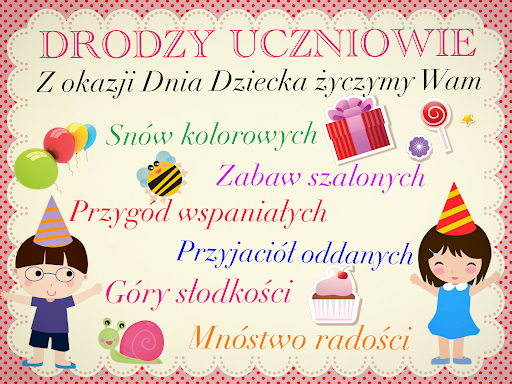 DRODZY UCZNIOWIE
Z okazji Dnia Dziecka życzymy Wam
Snów kolorowych
Zabaw szalonych
Przygód wspaniałych
Przyjaciół oddanych
Góry słodkości
Mnóstwo radości